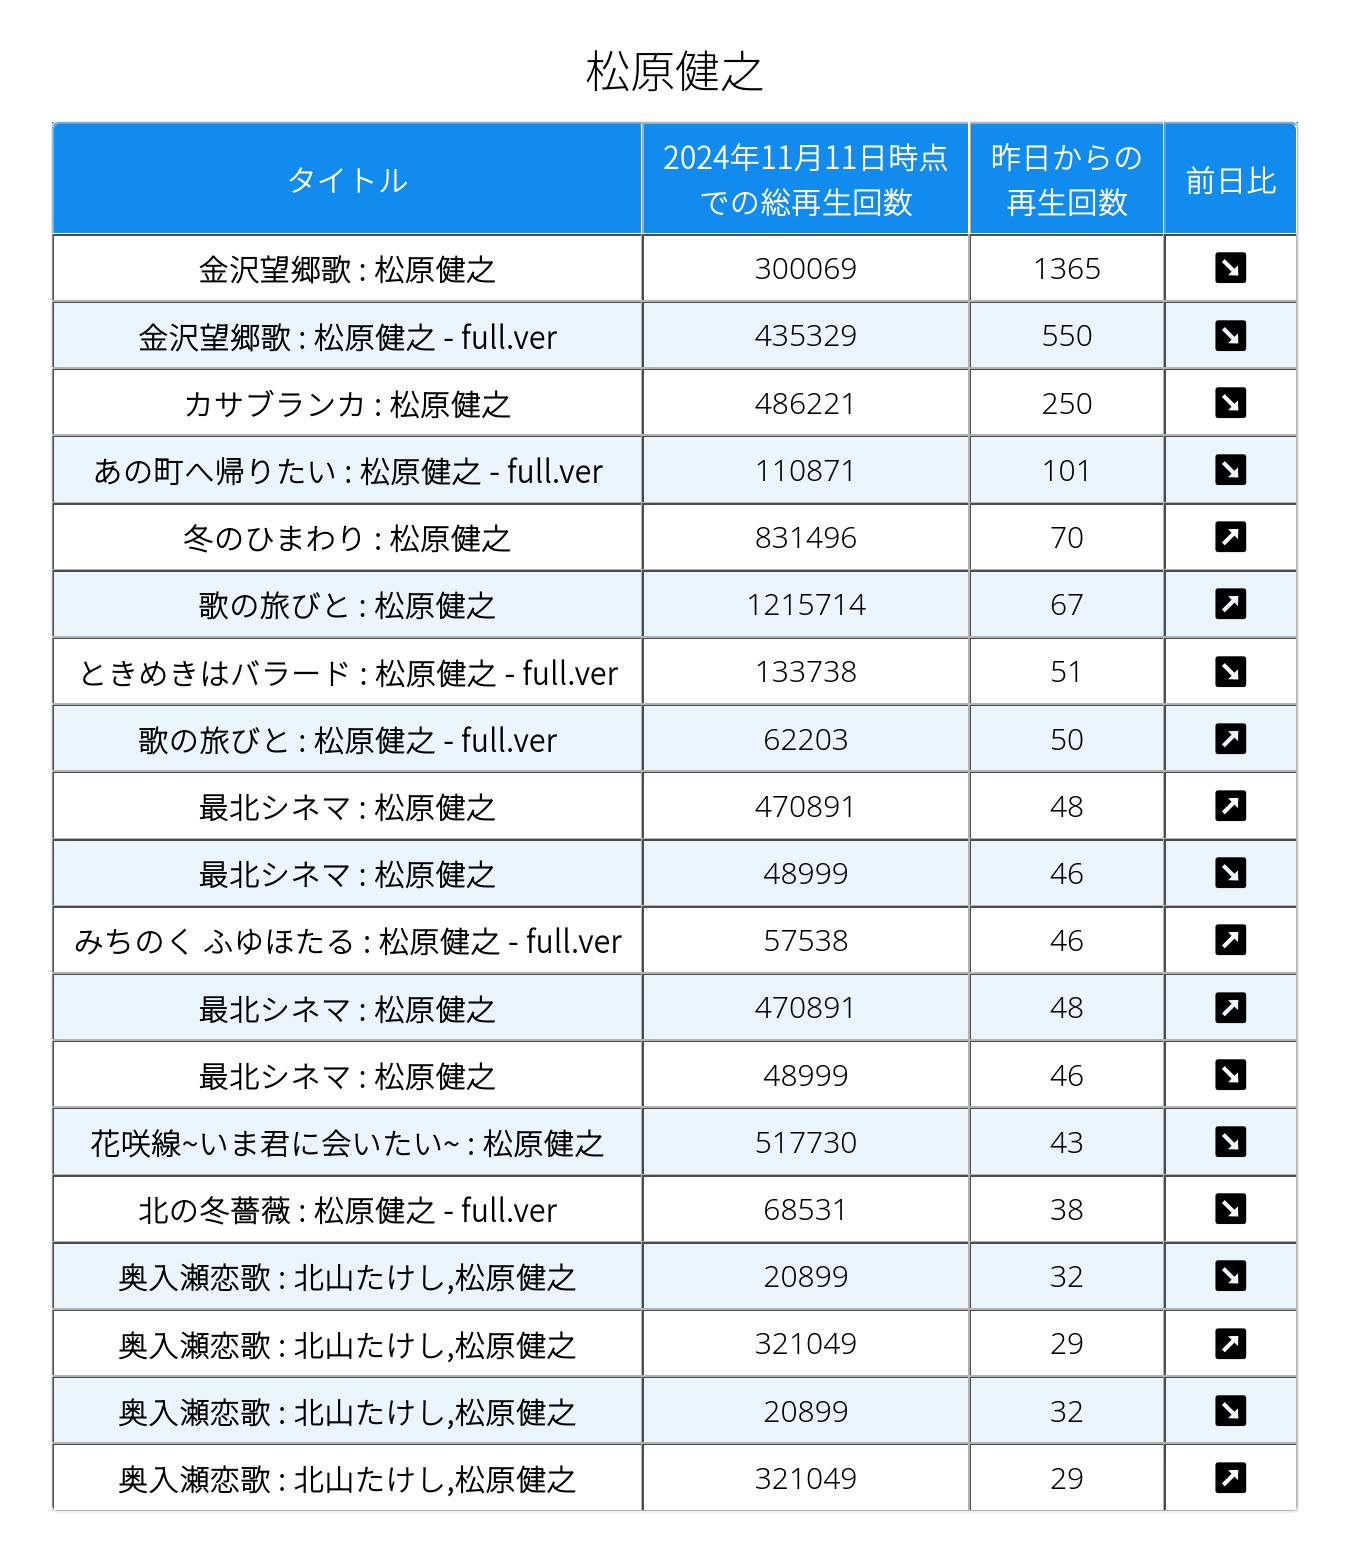 松原健之
タイトル 2024年11月11日時点での総再生回数 昨日からの再生回数 前日比
金沢望郷歌 : 松原健之 300069 1365 ↘
金沢望郷歌 : 松原健之 - full.ver 435329 550 ↘
カサブランカ : 松原健之 486221 250 ↘
あの町へ帰りたい : 松原健之 - full.ver 110871 101 ↘
冬のひまわり : 松原健之 831496 70 ↗
歌の旅びと : 松原健之 1215714 67 ↗
ときめきはバラード : 松原健之 - full.ver 133738 51 ↘
歌の旅びと : 松原健之 - full.ver 62203 50 ↗
最北シネマ : 松原健之 470891 48 ↗
最北シネマ : 松原健之 48999 46 ↘
みちのく ふゆほたる : 松原健之 - full.ver 57538 46 ↗
最北シネマ : 松原健之 470891 48 ↗
最北シネマ : 松原健之 48999 46 ↘
花咲線~いま君に会いたい~ : 松原健之 517730 43 ↘
北の冬薔薇 : 松原健之 - full.ver 68531 38 ↘
奥入瀬恋歌 : 北山たけし,松原健之 20899 32 ↘
奥入瀬恋歌 : 北山たけし,松原健之 321049 29 ↗
奥入瀬恋歌 : 北山たけし,松原健之 20899 32 ↘
奥入瀬恋歌 : 北山たけし,松原健之 321049 29 ↗